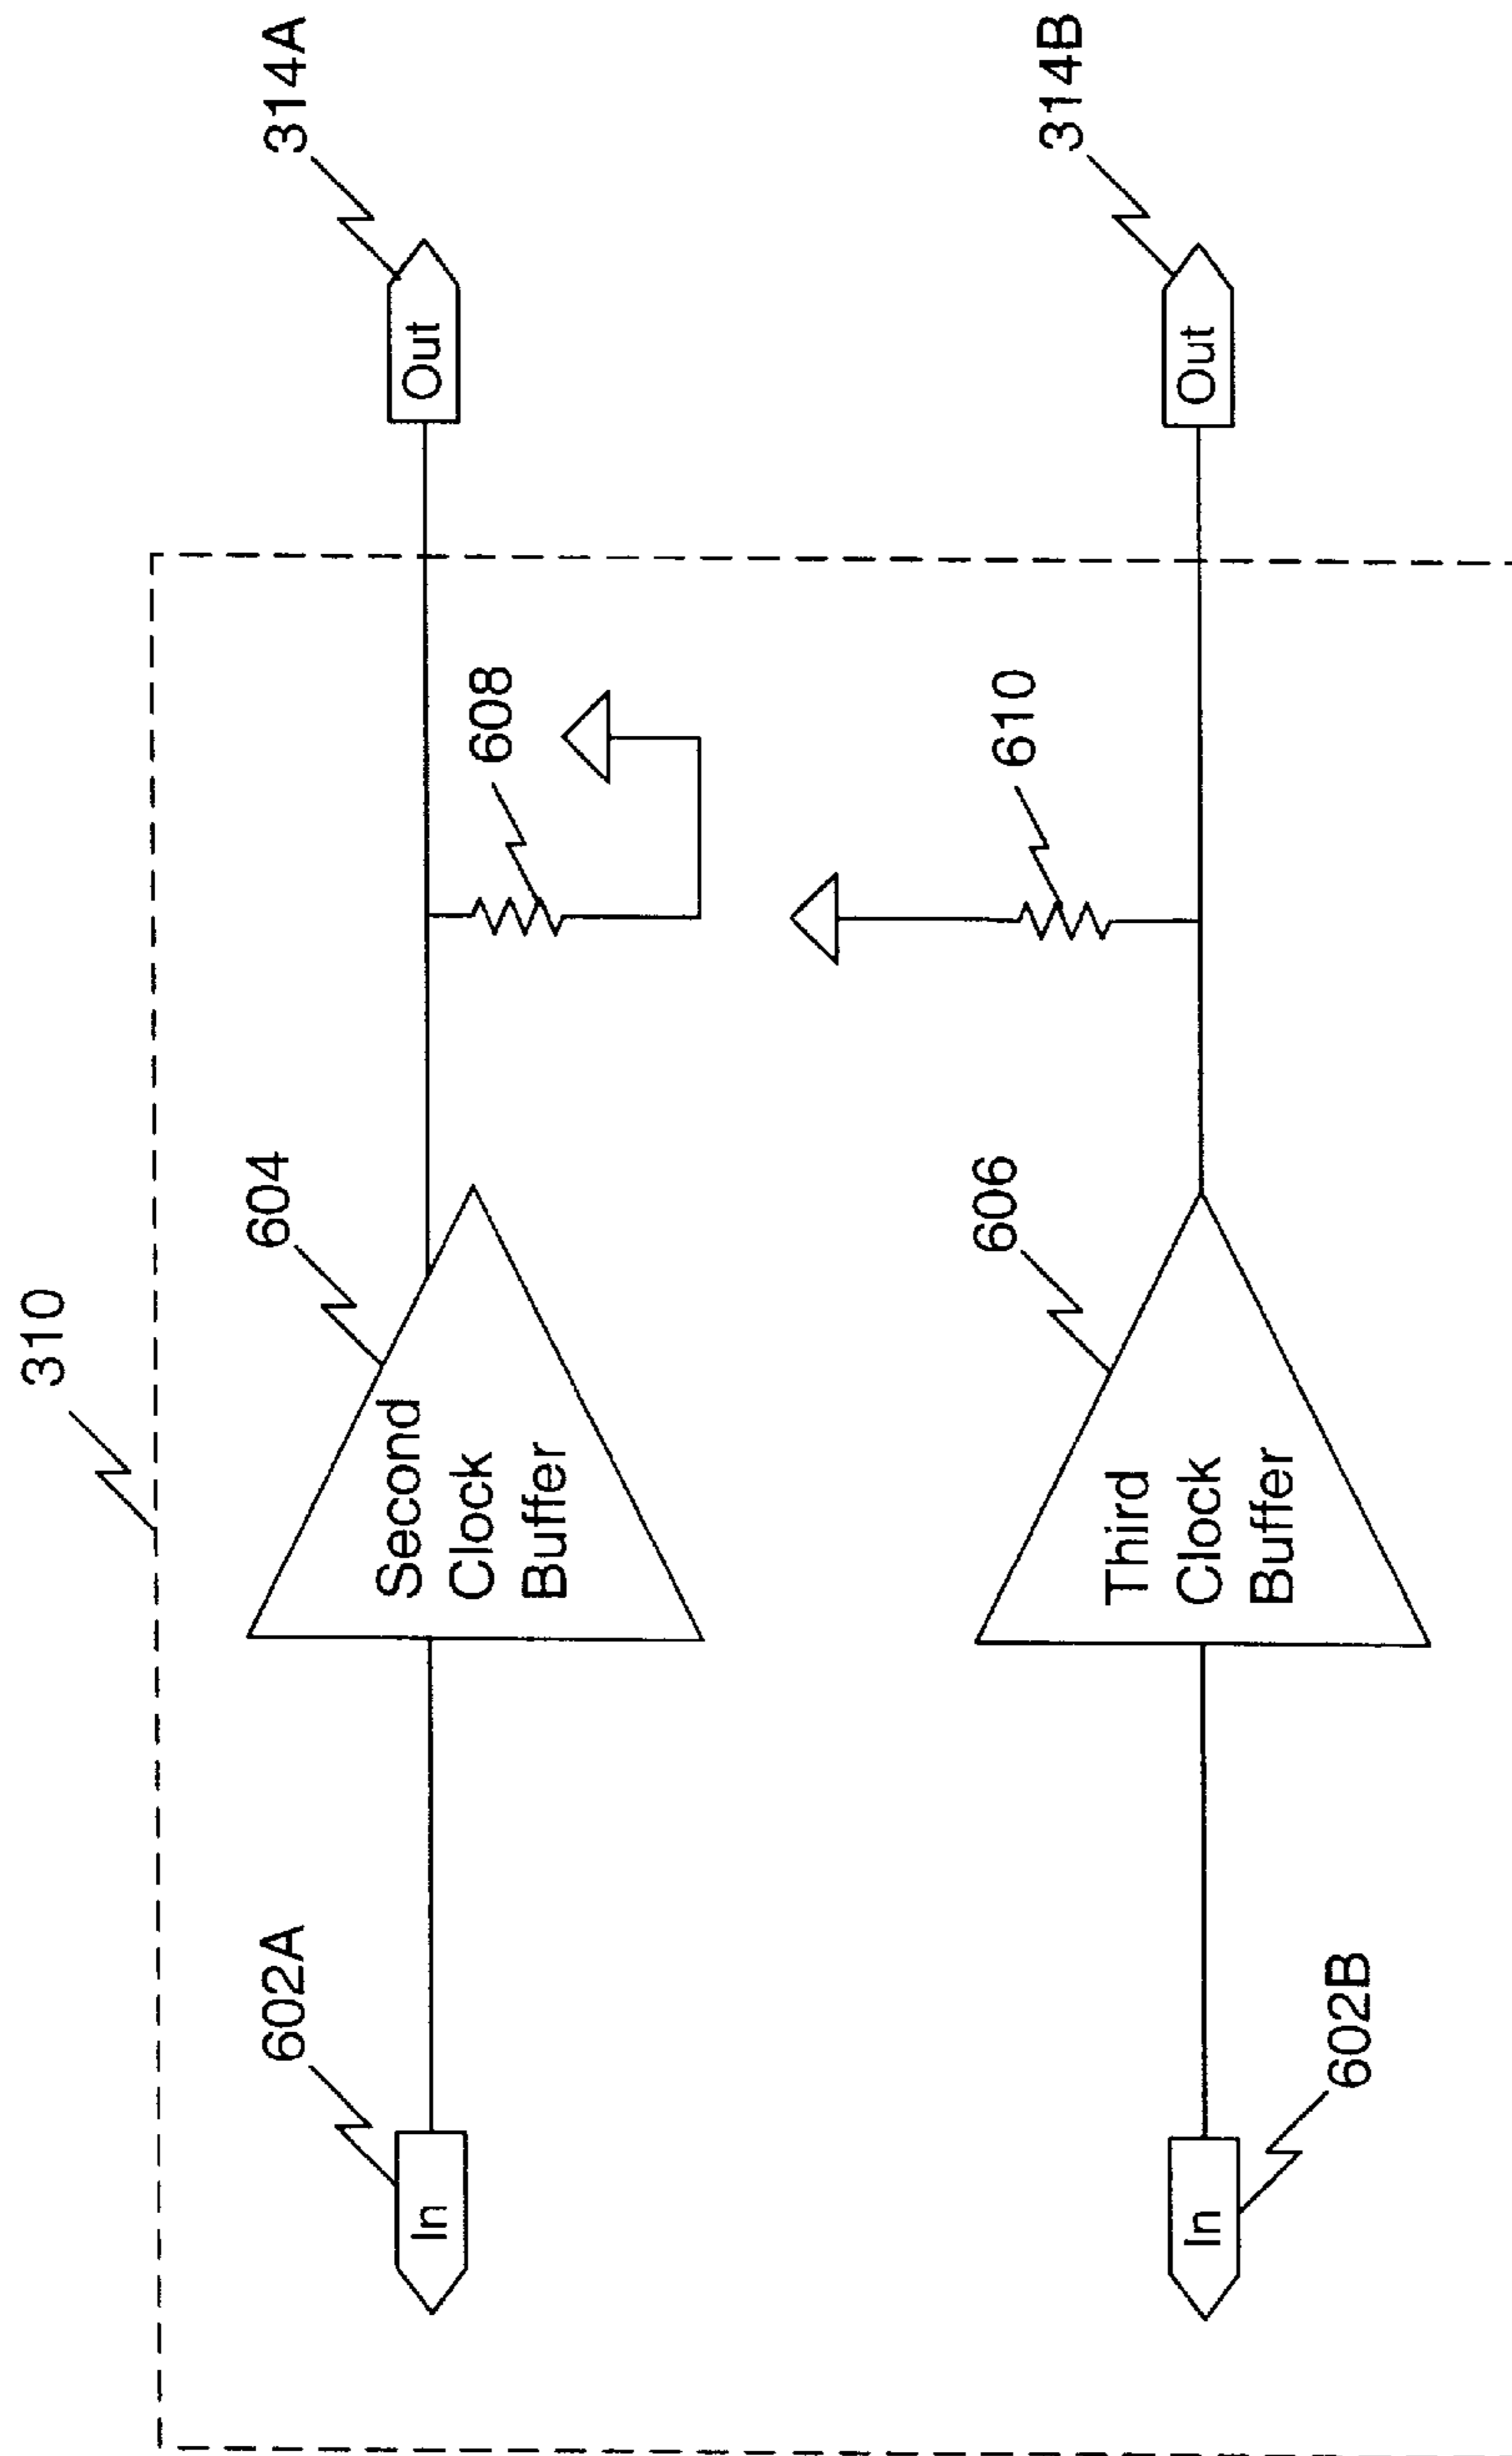 310
602A
In
604
Second
Clock
Buffer
608
Out
314A
602B
In
606
Third
Clock
Buffer
610
Out
314B